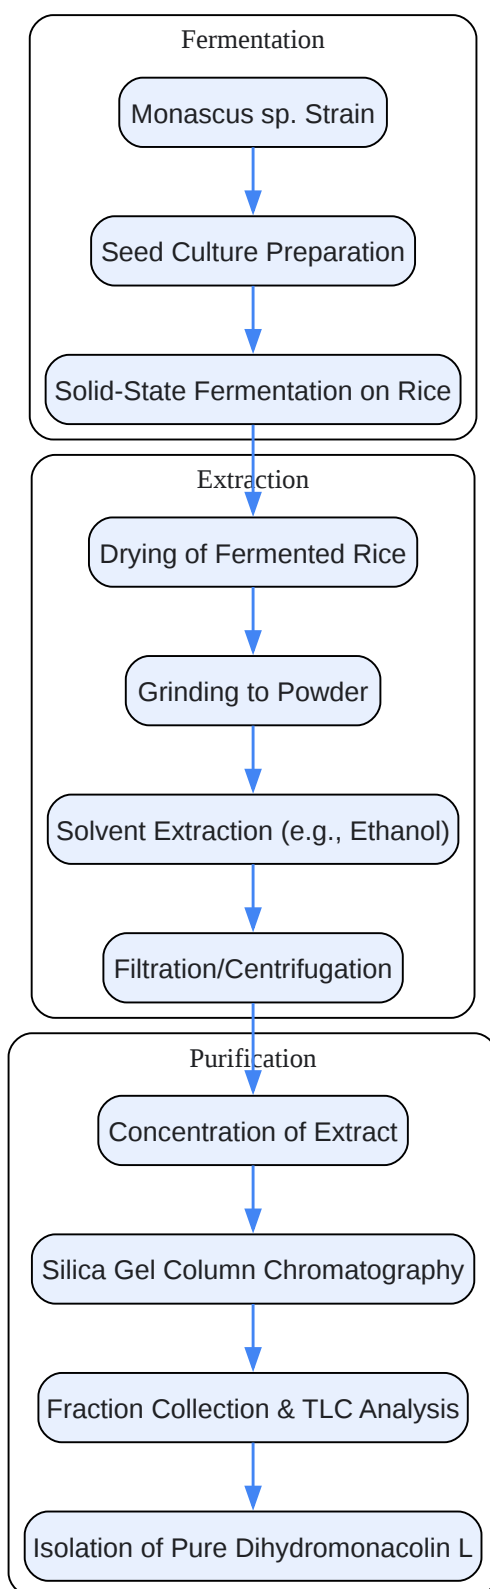 Fermentation
Monascus sp. Strain
Seed Culture Preparation
Solid-State Fermentation on Rice
Extraction
Drying of Fermented Rice
Grinding to Powder
Solvent Extraction (e.g., Ethanol)
Filtration/Centrifugation
Purification
Concentration of Extract
Silica Gel Column Chromatography
Fraction Collection & TLC Analysis
Isolation of Pure Dihydromonacolin L